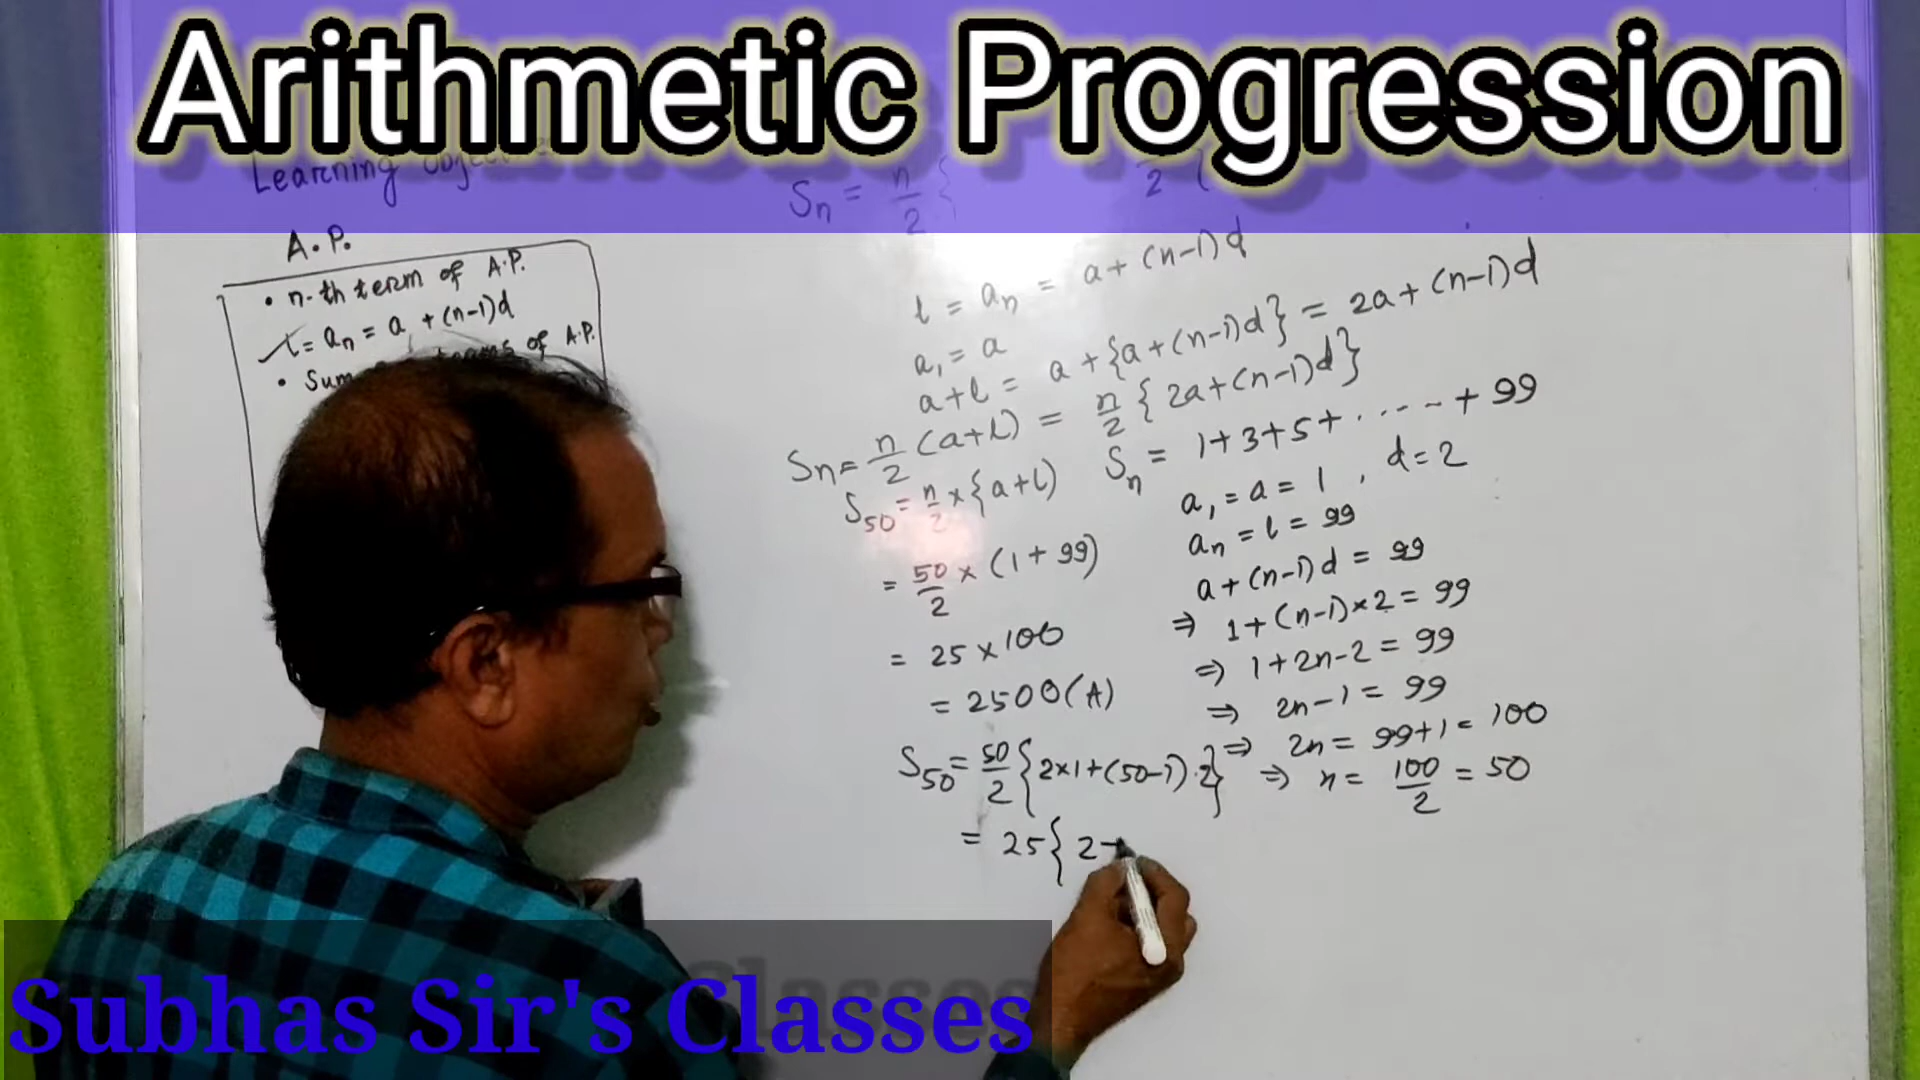 Arithmetic Progression
Learning
A.P.
• n-th term of A.P.
l = aₙ = a + (n-1)d
• Sum terms of A.P.
Sₙ = n/2 {
2 (
l = aₙ = a + (n-1)d
a₁ = a
a+l = a + {a+(n-1)d} = 2a + (n-1)d
Sₙ = n/2 (a+l) = n/2 {2a+(n-1)d}
S₅₀ = n/2 × {a+l)
= 50/2 × (1+99)
= 25 × 100
= 2500 (A)
S₅₀ = 50/2 {2×1+(50-1).2}
= 25 { 2+
Sₙ = 1+3+5+ ..... + 99
a₁ = a = 1 , d = 2
aₙ = l = 99
a + (n-1)d = 99
⇒ 1 + (n-1)×2 = 99
⇒ 1+2n-2 = 99
⇒ 2n-1 = 99
⇒ 2n = 99+1 = 100
⇒ n = 100/2 = 50
Subhas Sir's Classes